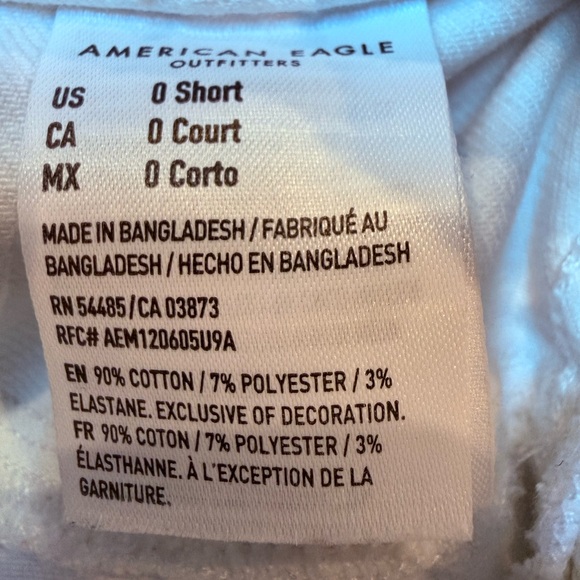 AMERICAN EAGLE
OUTFITTERS
US 0 Short
CA 0 Court
MX 0 Corto
MADE IN BANGLADESH / FABRIQUÉ AU
BANGLADESH / HECHO EN BANGLADESH
RN 54485 / CA 03873
RFC# AEM120605U9A
EN 90% COTTON / 7% POLYESTER / 3%
ELASTANE. EXCLUSIVE OF DECORATION.
FR 90% COTON / 7% POLYESTER / 3%
ÉLASTHANNE. À L'EXCEPTION DE LA
GARNITURE.